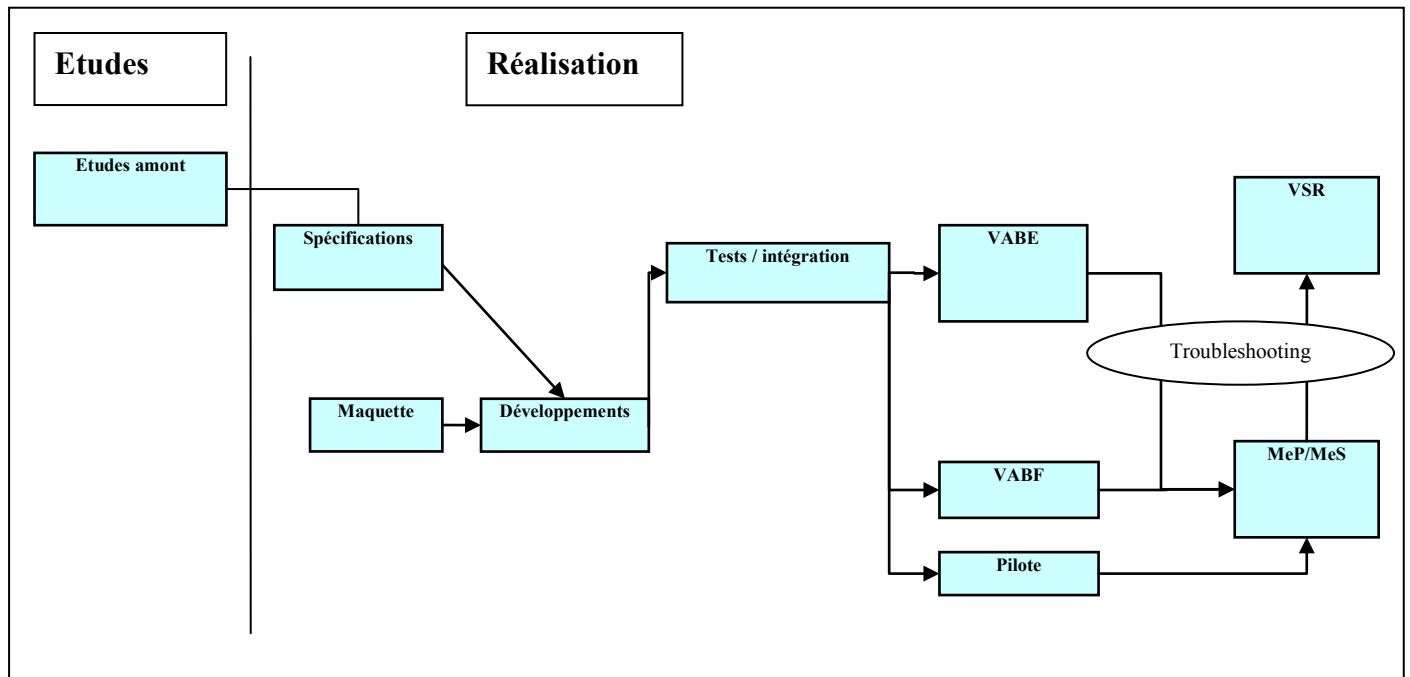 Etudes
Réalisation
Etudes amont
Spécifications
Maquette
Développements
Tests / intégration
VABE
VABF
Pilote
VSR
Troubleshooting
MeP/MeS